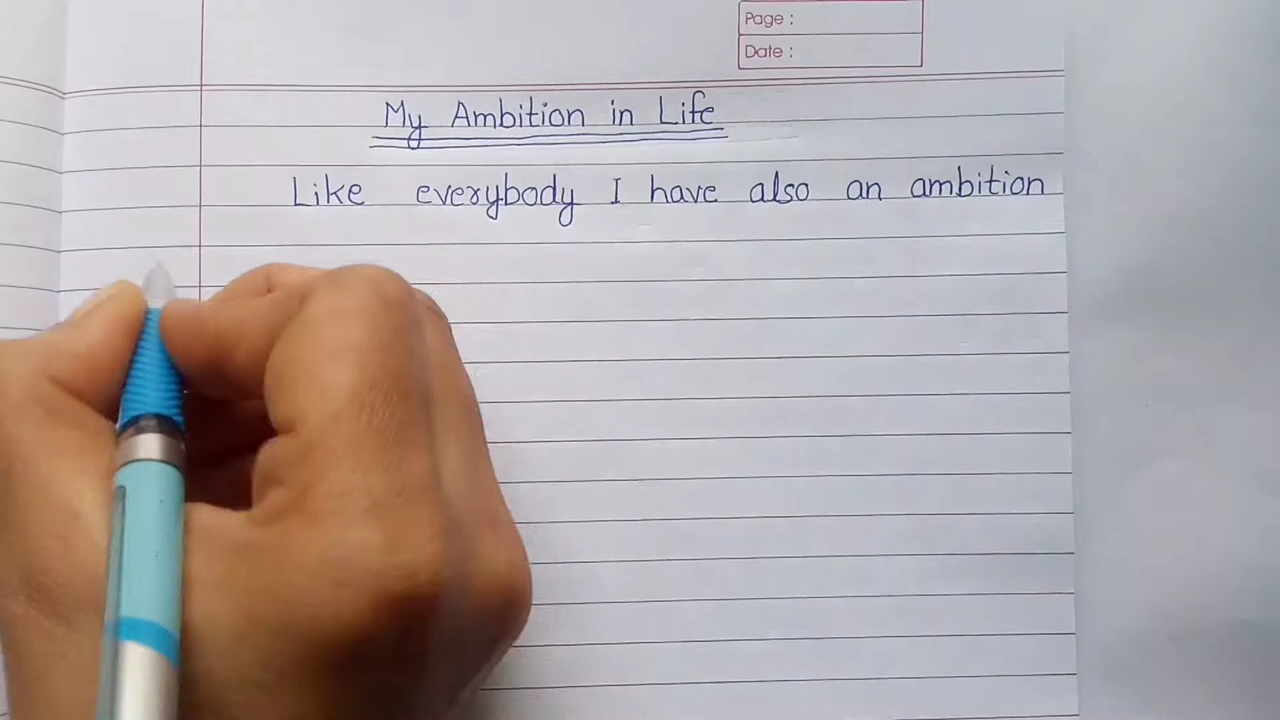 Page :
Date :
My Ambition in Life
Like everybody I have also an ambition